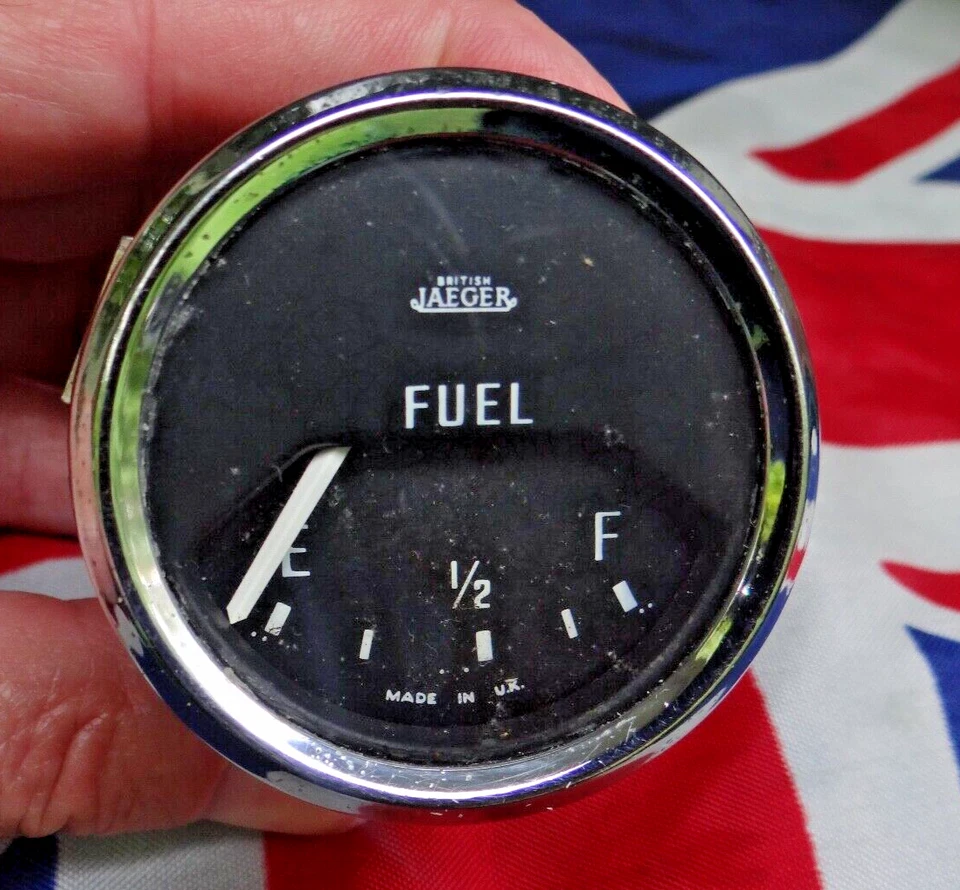 BRITISH
JAEGER
FUEL
E
F
1/2
MADE IN U.K.